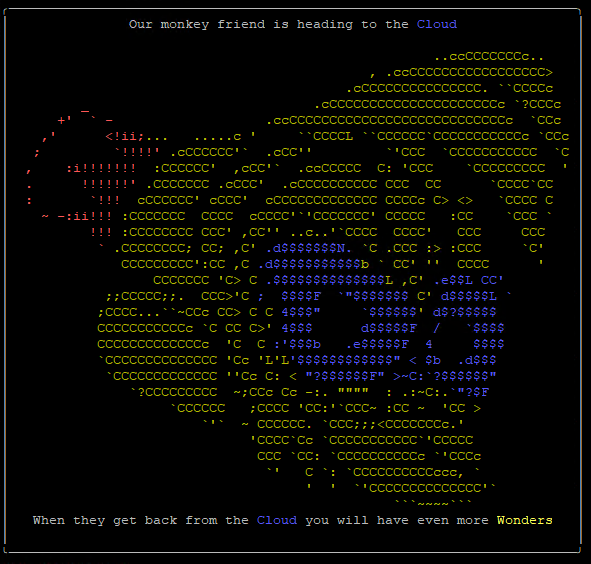 Our monkey friend is heading to the Cloud
When they get back from the Cloud you will have even more Wonders